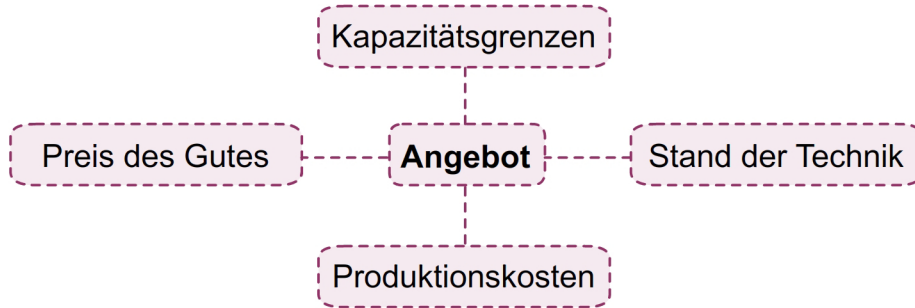 Kapazitätsgrenzen
Preis des Gutes
Angebot
Stand der Technik
Produktionskosten